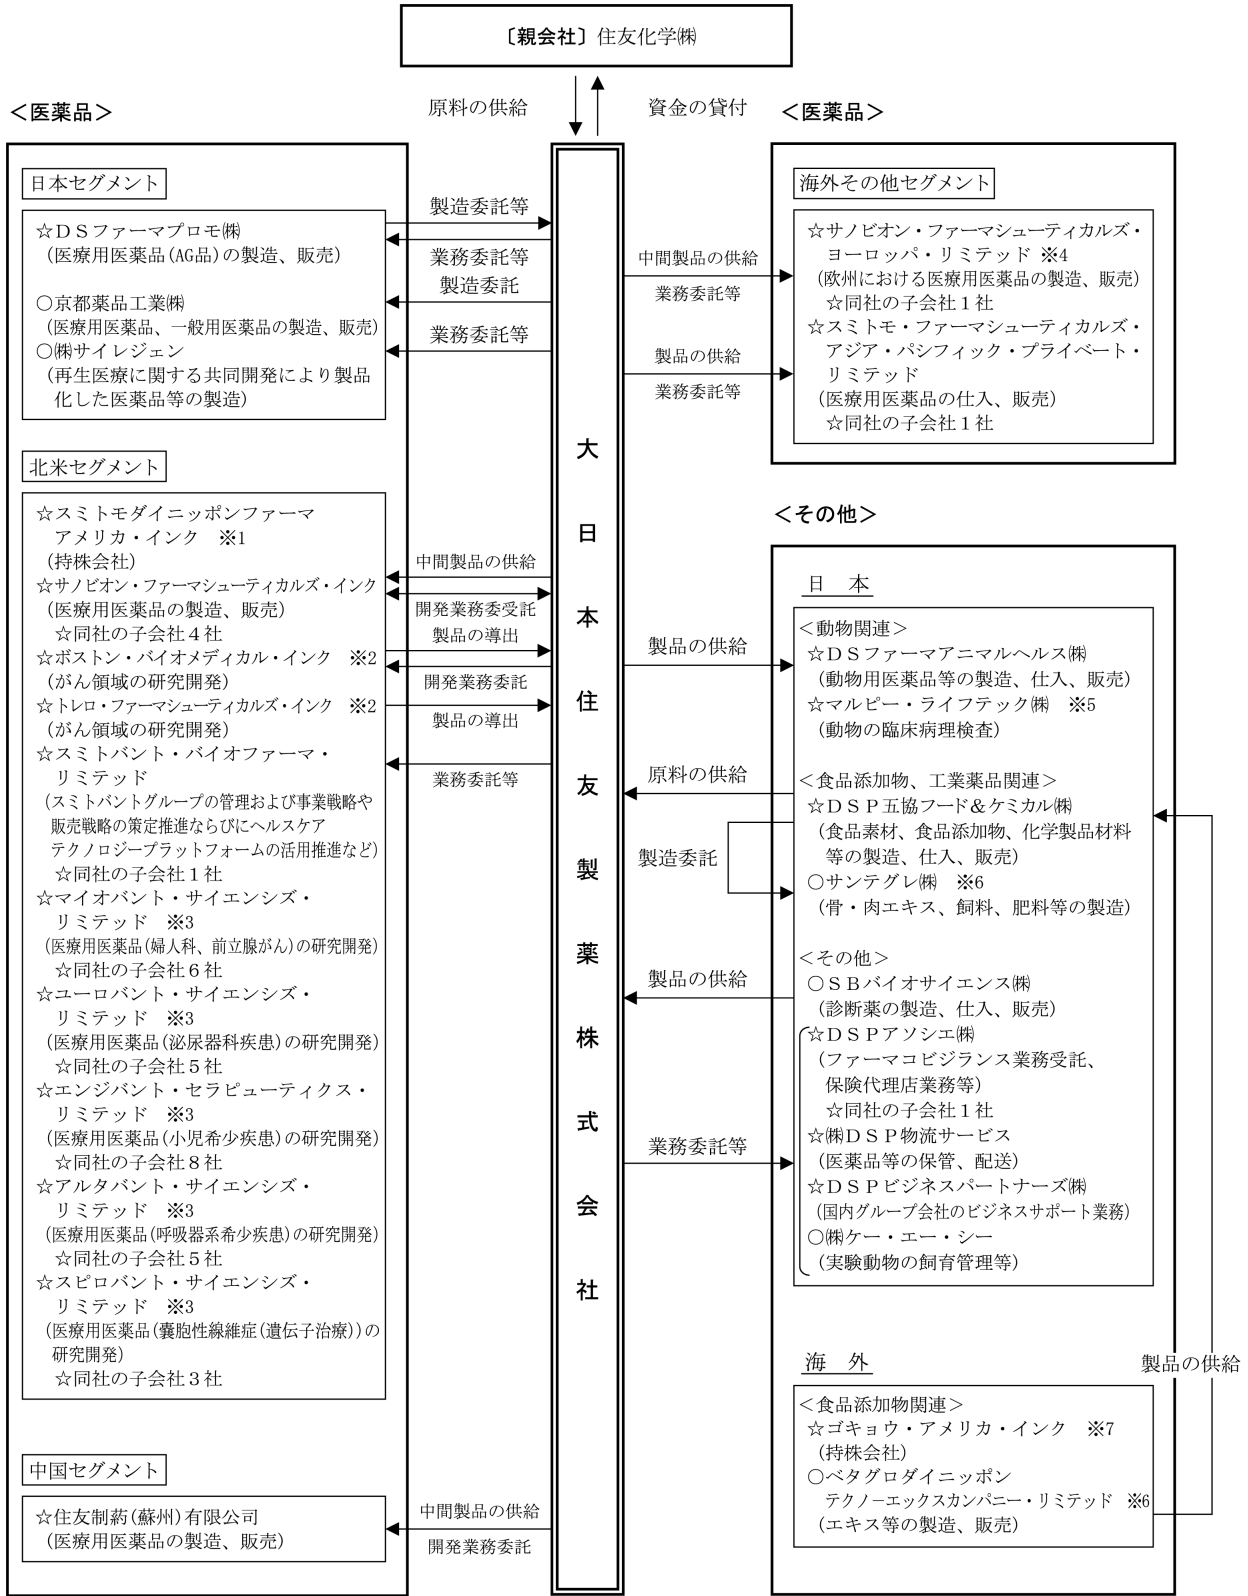 〔親会社〕住友化学㈱
原料の供給
資金の貸付
＜医薬品＞
日本セグメント
☆ＤＳファーマプロモ㈱
(医療用医薬品(AG品)の製造、販売)
○京都薬品工業㈱
(医療用医薬品、一般用医薬品の製造、販売)
○㈱サイレジェン
(再生医療に関する共同開発により製品
化した医薬品等の製造)
北米セグメント
☆スミトモダイニッポンファーマ
アメリカ・インク　※1
(持株会社)
☆サノビオン・ファーマシューティカルズ・インク
(医療用医薬品の製造、販売)
☆同社の子会社４社
☆ボストン・バイオメディカル・インク　※2
(がん領域の研究開発)
☆トレロ・ファーマシューティカルズ・インク　※2
(がん領域の研究開発)
☆スミトバント・バイオファーマ・
リミテッド
(スミトバントグループの管理および事業戦略や
販売戦略の策定推進ならびにヘルスケア
テクノロジープラットフォームの活用推進など)
☆同社の子会社１社
☆マイオバント・サイエンシズ・
リミテッド　※3
(医療用医薬品(婦人科、前立腺がん)の研究開発)
☆同社の子会社６社
☆ユーロバント・サイエンシズ・
リミテッド　※3
(医療用医薬品(泌尿器科疾患)の研究開発)
☆同社の子会社５社
☆エンジバント・セラピューティクス・
リミテッド　※3
(医療用医薬品(小児希少疾患)の研究開発)
☆同社の子会社８社
☆アルタバント・サイエンシズ・
リミテッド　※3
(医療用医薬品(呼吸器系希少疾患)の研究開発)
☆同社の子会社５社
☆スピロバント・サイエンシズ・
リミテッド　※3
(医療用医薬品(嚢胞性線維症(遺伝子治療))の
研究開発)
☆同社の子会社３社
中国セグメント
☆住友制葯(蘇州)有限公司
(医療用医薬品の製造、販売)
製造委託等
業務委託等
製造委託
業務委託等
中間製品の供給
開発業務委受託
製品の導出
開発業務委託
製品の導出
業務委託等
中間製品の供給
開発業務委託
大日本住友製薬株式会社
中間製品の供給
業務委託等
製品の供給
業務委託等
製品の供給
原料の供給
製造委託
製品の供給
業務委託等
＜医薬品＞
海外その他セグメント
☆サノビオン・ファーマシューティカルズ・
ヨーロッパ・リミテッド ※4
(欧州における医療用医薬品の製造、販売)
☆同社の子会社１社
☆スミトモ・ファーマシューティカルズ・
アジア・パシフィック・プライベート・
リミテッド
(医療用医薬品の仕入、販売)
☆同社の子会社１社
＜その他＞
日　本
＜動物関連＞
☆ＤＳファーマアニマルヘルス㈱
(動物用医薬品等の製造、仕入、販売)
☆マルピー・ライフテック㈱　※5
(動物の臨床病理検査)
＜食品添加物、工業薬品関連＞
☆ＤＳＰ五協フード＆ケミカル㈱
(食品素材、食品添加物、化学製品材料
等の製造、仕入、販売)
○サンテグレ㈱　※6
(骨・肉エキス、飼料、肥料等の製造)
＜その他＞
○ＳＢバイオサイエンス㈱
(診断薬の製造、仕入、販売)
☆ＤＳＰアソシエ㈱
(ファーマコビジランス業務受託、
保険代理店業務等)
☆同社の子会社１社
☆㈱ＤＳＰ物流サービス
(医薬品等の保管、配送)
☆ＤＳＰビジネスパートナーズ㈱
(国内グループ会社のビジネスサポート業務)
○㈱ケー・エー・シー
(実験動物の飼育管理等)
海　外
製品の供給
＜食品添加物関連＞
☆ゴキョウ・アメリカ・インク　※7
(持株会社)
○ベタグロダイニッポン
テクノ－エックスカンパニー・リミテッド　※6
(エキス等の製造、販売)